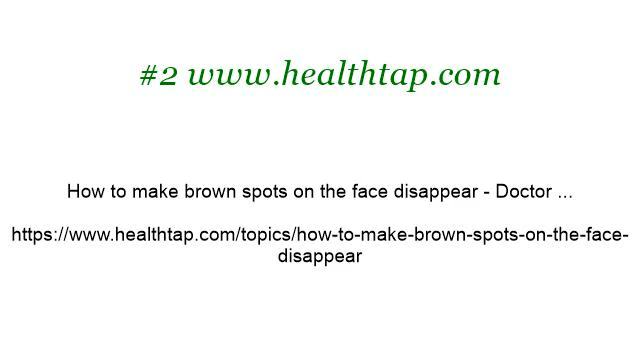 #2 www.healthtap.com
How to make brown spots on the face disappear - Doctor ...
https://www.healthtap.com/topics/how-to-make-brown-spots-on-the-face-
disappear